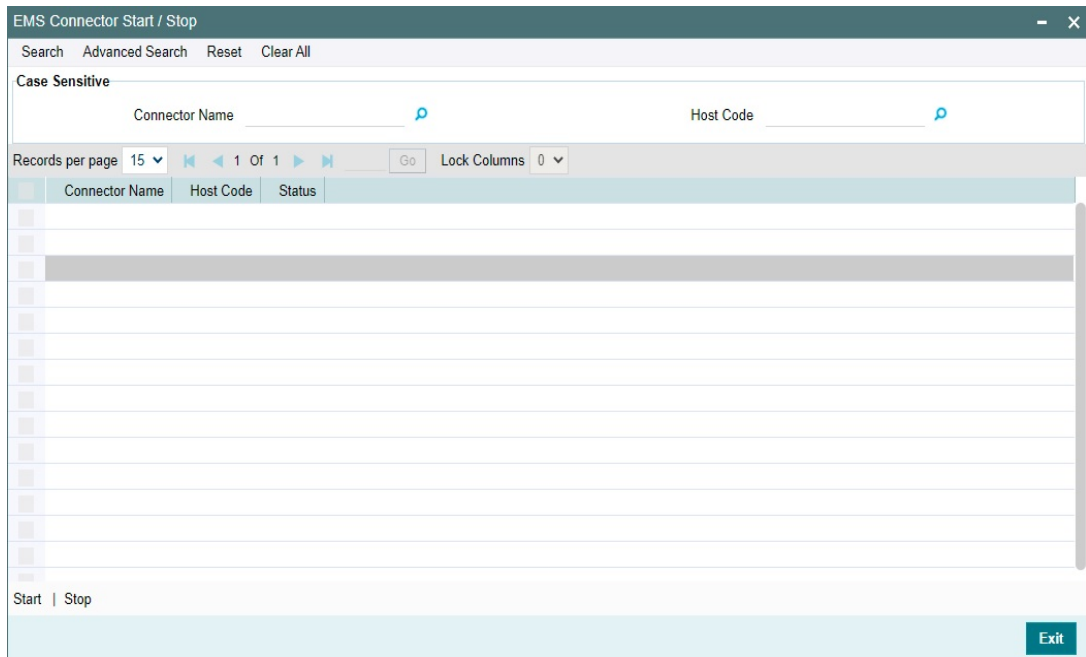 EMS Connector Start / Stop
Search Advanced Search Reset Clear All
Case Sensitive
Connector Name Host Code
Records per page 15 1 Of 1 Go Lock Columns 0
Connector Name Host Code Status
Start | Stop
Exit